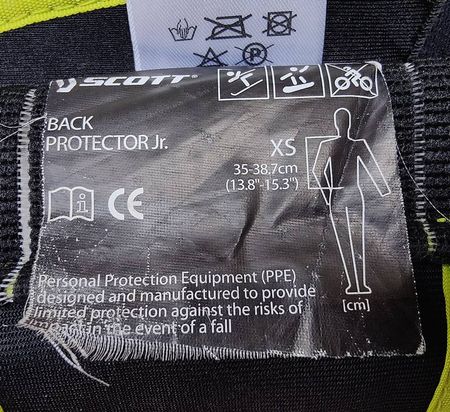 SCOTT
BACK
PROTECTOR Jr.
XS
35-38.7cm
(13.8"-15.3")
CE
[cm]
Personal Protection Equipment (PPE)
designed and manufactured to provide
limited protection against the risks of
impact in the event of a fall